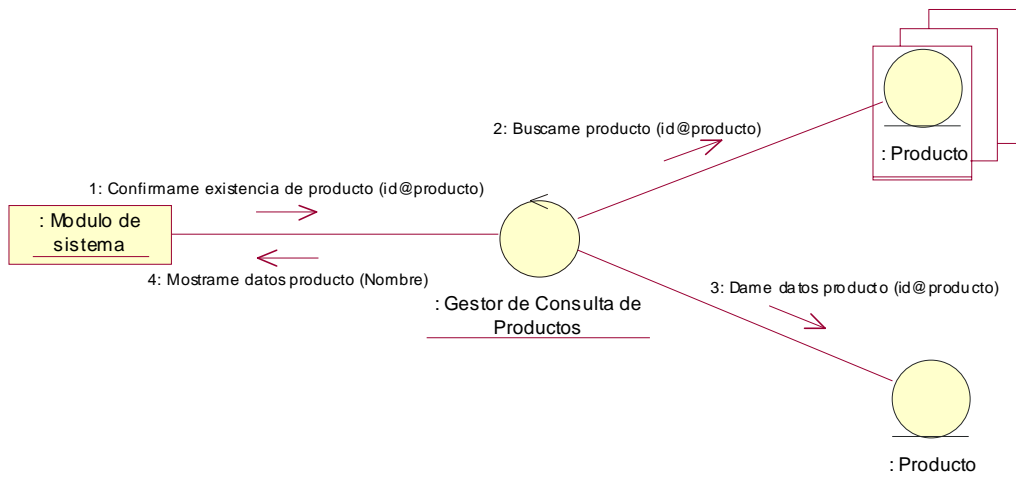 2: Buscame producto (id@producto)
: Producto
1: Confirmame existencia de producto (id@producto)
: Modulo de
sistema
4: Mostrame datos producto (Nombre)
: Gestor de Consulta de
Productos
3: Dame datos producto (id@producto)
: Producto